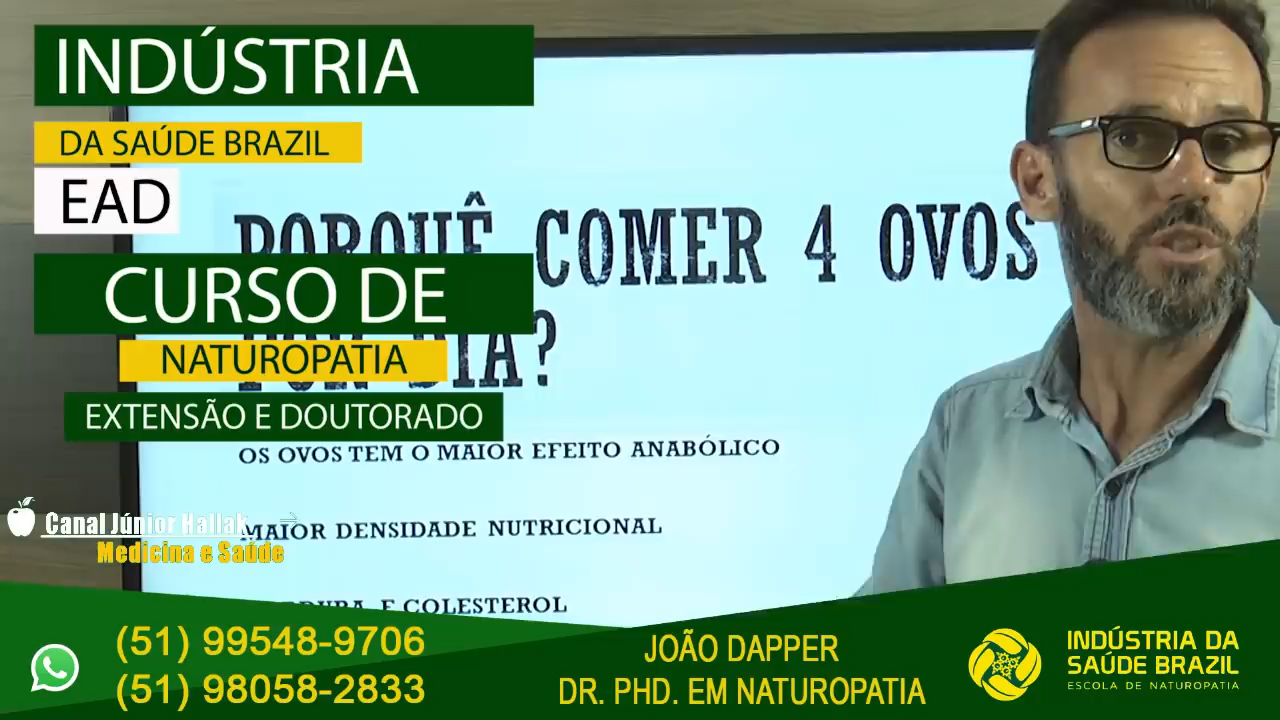 INDÚSTRIA
DA SAÚDE BRAZIL
EAD
PORQUÊ COMER 4 OVOS
CURSO DE
DIA?
NATUROPATIA
EXTENSÃO E DOUTORADO
OS OVOS TEM O MAIOR EFEITO ANABÓLICO
Canal Júnior Hallak
MAIOR DENSIDADE NUTRICIONAL
Medicina e Saúde
E COLESTEROL
(51) 99548-9706
(51) 98058-2833
JOÃO DAPPER
DR. PHD. EM NATUROPATIA
INDÚSTRIA DA
SAÚDE BRAZIL
ESCOLA DE NATUROPATIA